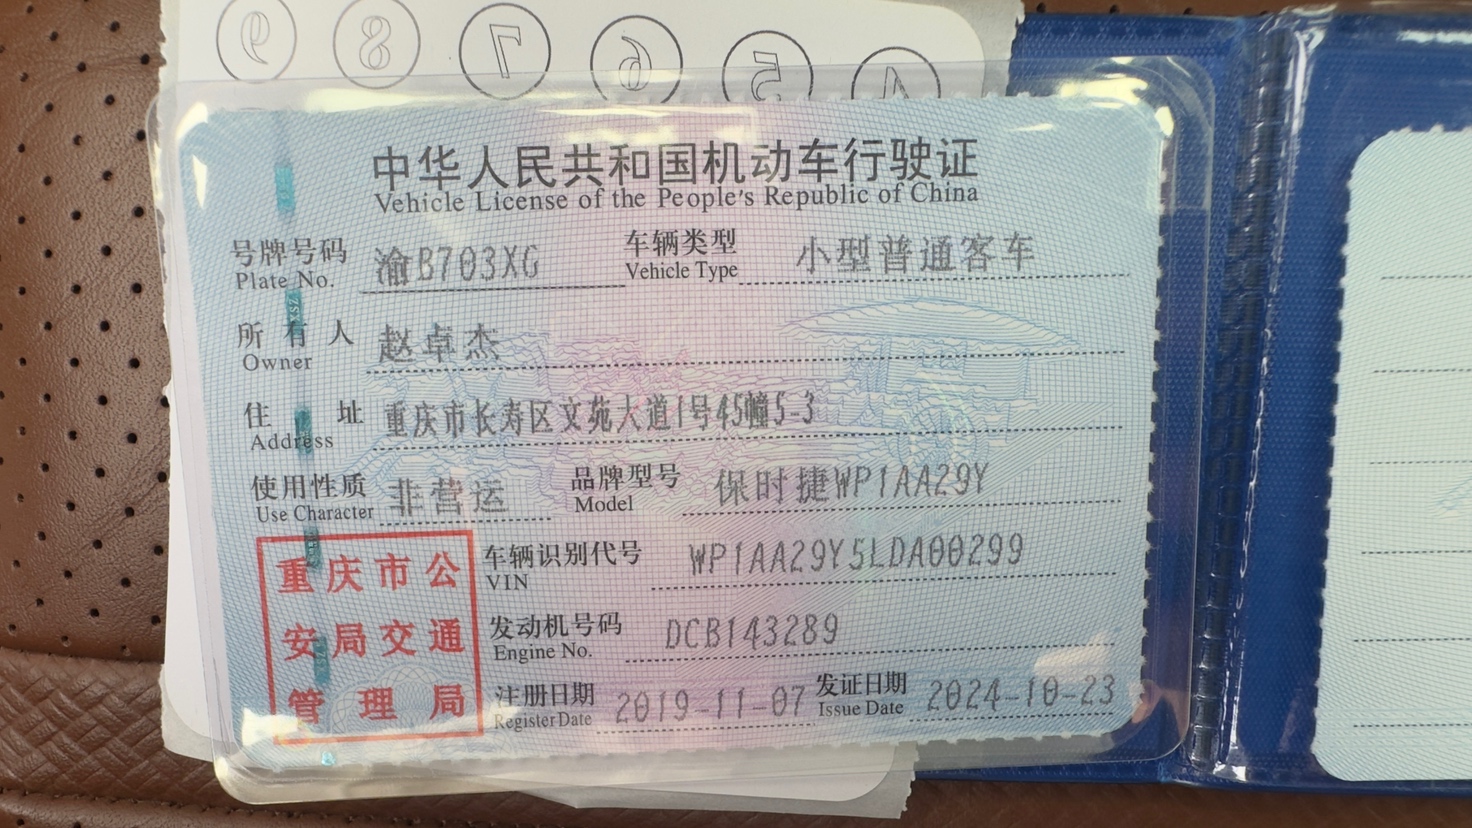 9 8 7 6 5 4
中华人民共和国机动车行驶证
Vehicle License of the People's Republic of China
号牌号码 渝B703XG 车辆类型 小型普通客车
Plate No. Vehicle Type
所有人 赵卓杰
Owner
住址 重庆市长寿区文苑大道1号45幢5-3
Address
使用性质 非营运 品牌型号 保时捷WP1AA29Y
Use Character Model
重庆市公
安局交通
管理局
车辆识别代号 WP1AA29Y5LDA00299
VIN
发动机号码 DCB143289
Engine No.
注册日期 2019-11-07 发证日期 2024-10-23
Register Date Issue Date
XSZ